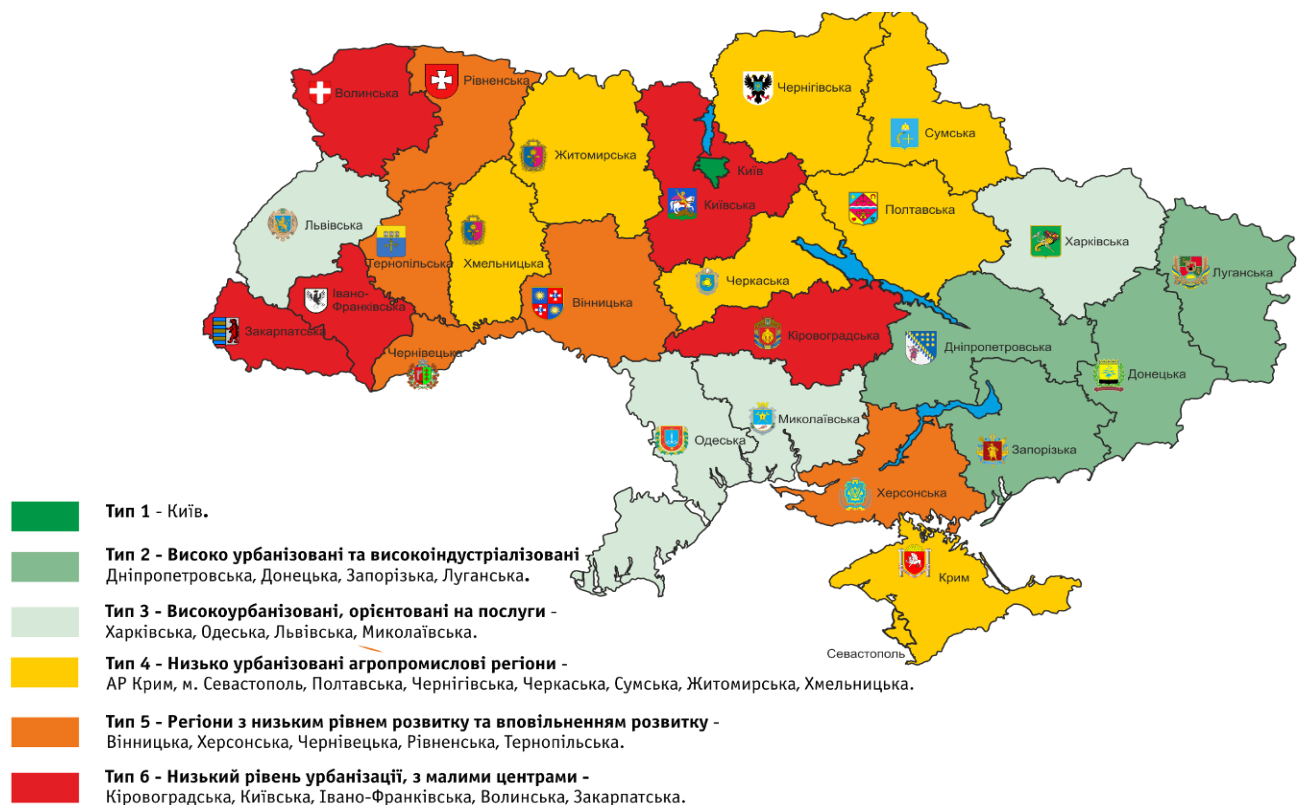 Волинська
Рівненська
Житомирська
Чернігівська
Сумська
Київ
Київська
Полтавська
Харківська
Луганська
Львівська
Тернопільська
Хмельницька
Черкаська
Івано-
Франківська
Закарпатська
Чернівецька
Вінницька
Кіровоградська
Дніпропетровська
Донецька
Одеська
Миколаївська
Запорізька
Херсонська
Крим
Севастополь
Тип 1 - Київ.
Тип 2 - Високо урбанізовані та високоіндустріалізовані -
Дніпропетровська, Донецька, Запорізька, Луганська.
Тип 3 - Високоурбанізовані, орієнтовані на послуги -
Харківська, Одеська, Львівська, Миколаївська.
Тип 4 - Низько урбанізовані агропромислові регіони -
АР Крим, м. Севастополь, Полтавська, Чернігівська, Черкаська, Сумська, Житомирська, Хмельницька.
Тип 5 - Регіони з низьким рівнем розвитку та вповільненням розвитку -
Вінницька, Херсонська, Чернівецька, Рівненська, Тернопільська.
Тип 6 - Низький рівень урбанізації, з малими центрами -
Кіровоградська, Київська, Івано-Франківська, Волинська, Закарпатська.